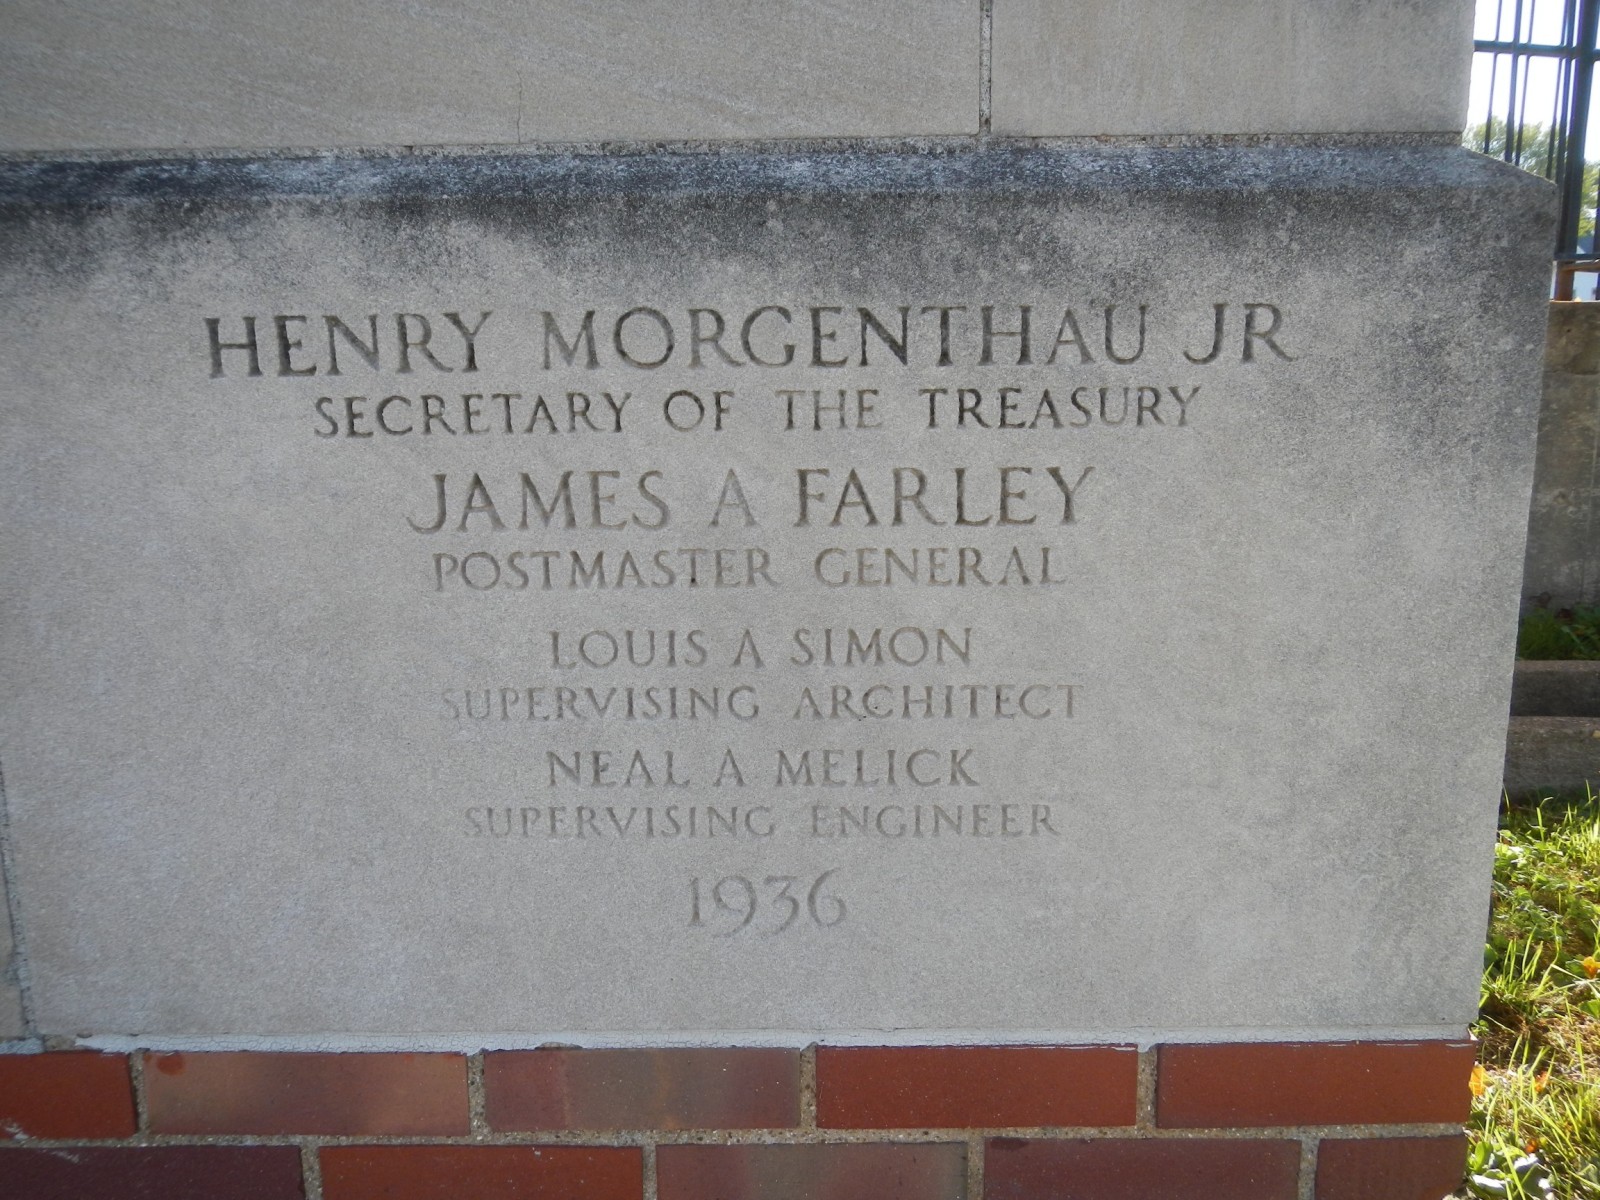 HENRY MORGENTHAU JR
SECRETARY OF THE TREASURY
JAMES A FARLEY
POSTMASTER GENERAL
LOUIS A SIMON
SUPERVISING ARCHITECT
NEAL A MELICK
SUPERVISING ENGINEER
1936